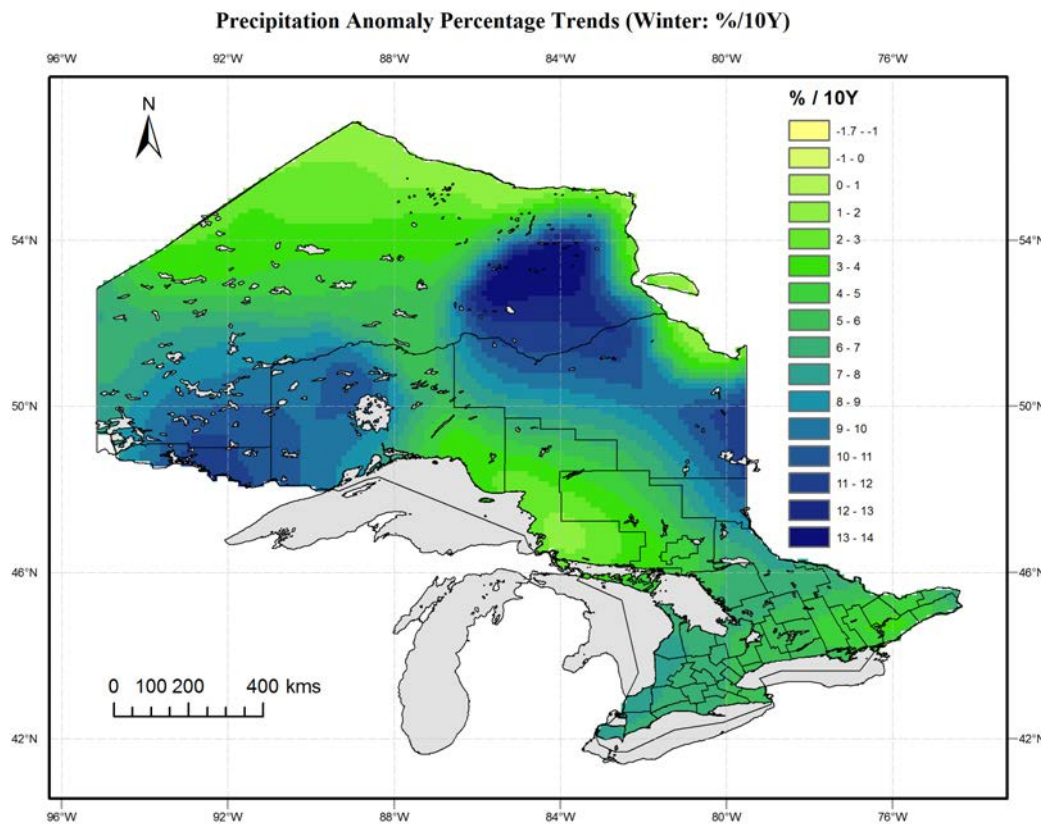 Precipitation Anomaly Percentage Trends (Winter: %/10Y)
96°W 92°W 88°W 84°W 80°W 76°W
N
% / 10Y
-1.7 - -1
-1 - 0
0 - 1
1 - 2
2 - 3
3 - 4
4 - 5
5 - 6
6 - 7
7 - 8
8 - 9
9 - 10
10 - 11
11 - 12
12 - 13
13 - 14
54°N 54°N
50°N 50°N
46°N 46°N
42°N 42°N
0 100 200 400 kms
96°W 92°W 88°W 84°W 80°W 76°W